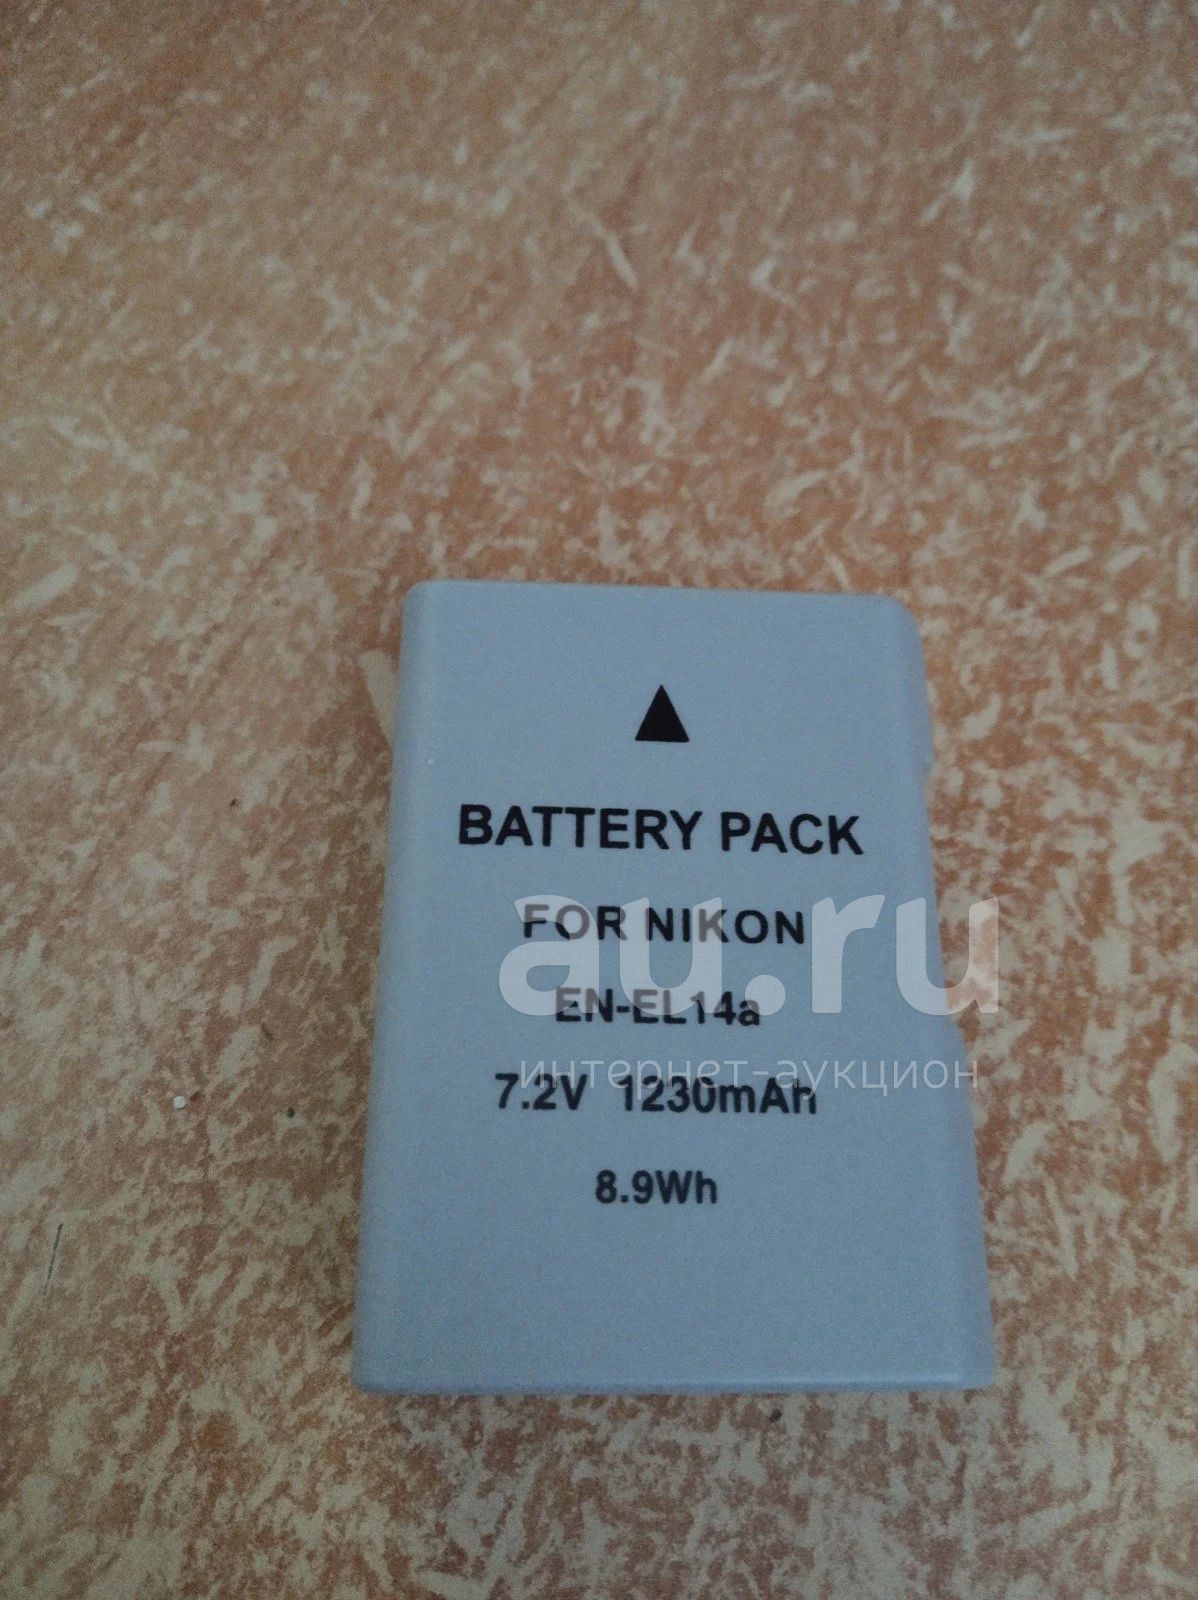 BATTERY PACK
FOR NIKON
au.ru
EN-EL14a
интернет-аукцион
7.2V 1230mAh
8.9Wh